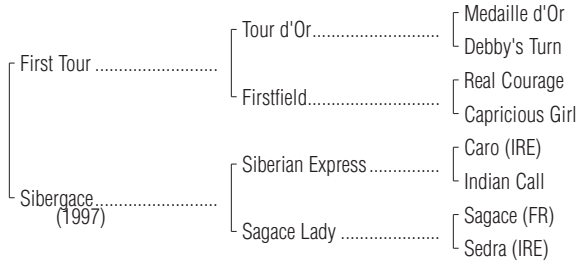 Medaille d'Or
Tour d'Or
Debby's Turn
First Tour
Real Courage
Firstfield
Capricious Girl
Caro (IRE)
Siberian Express
Indian Call
Sibergace
(1997)
Sagace (FR)
Sagace Lady
Sedra (IRE)